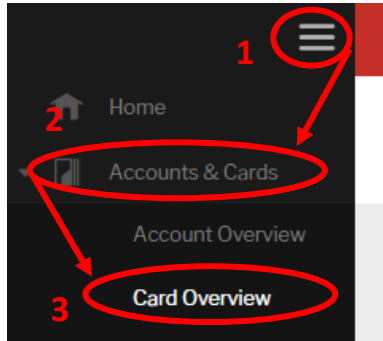 1
2 Home
Accounts & Cards
Account Overview
3 Card Overview